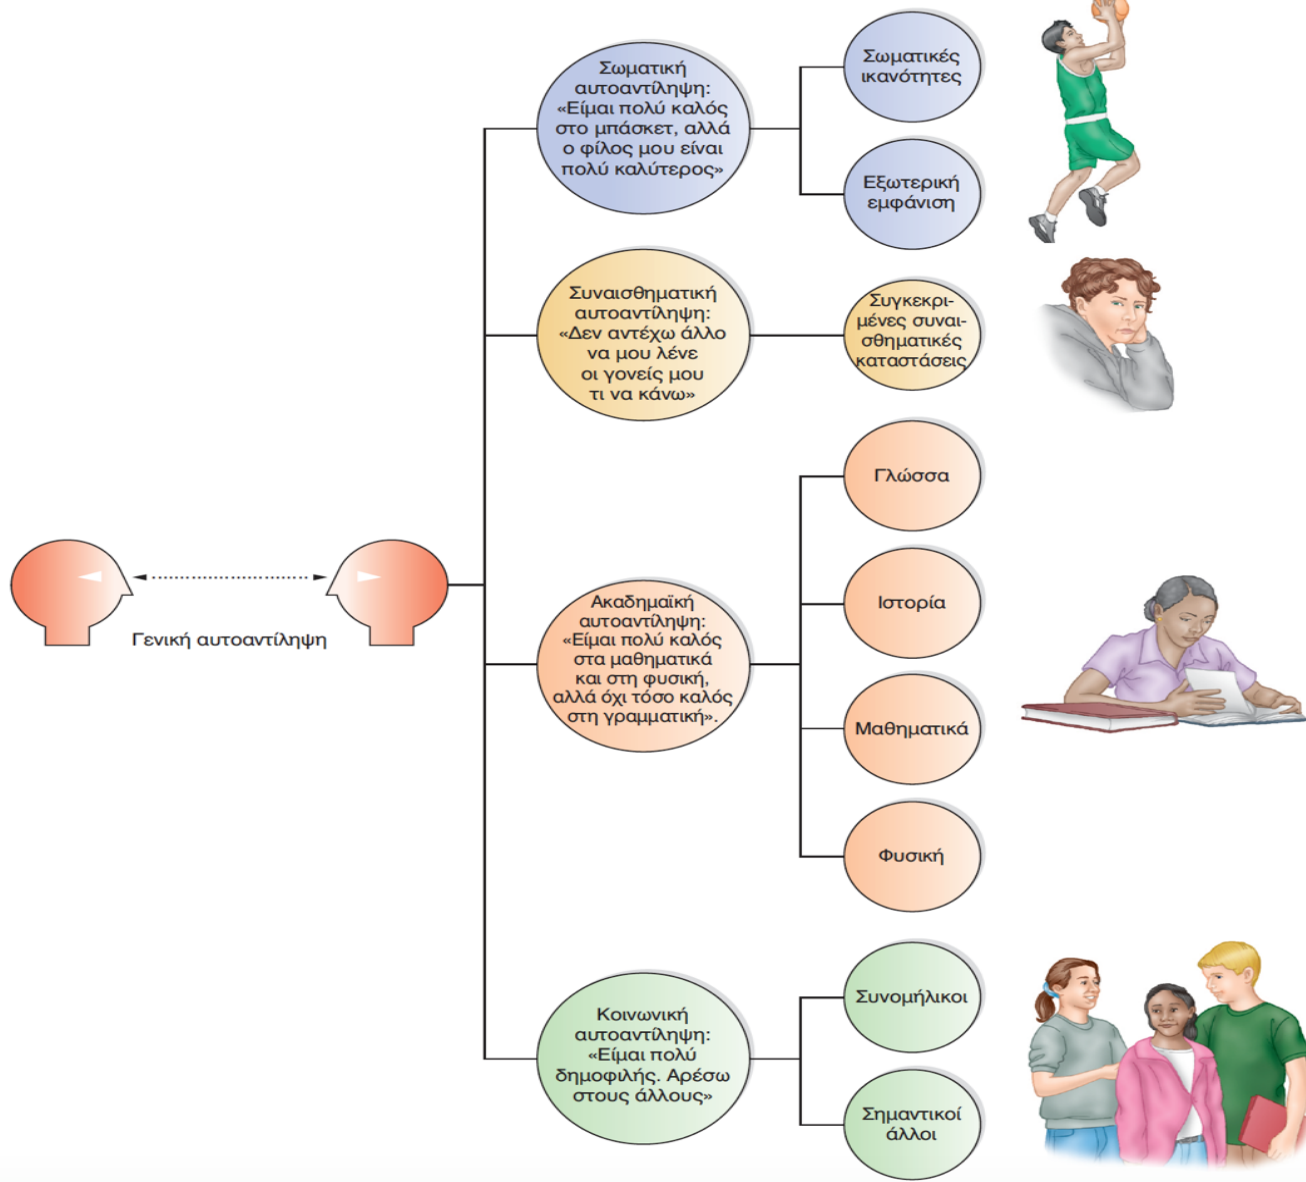 Σωματική
αυτοαντίληψη:
«Είμαι πολύ καλός
στο μπάσκετ, αλλά
ο φίλος μου είναι
πολύ καλύτερος»
Σωματικές
ικανότητες
Εξωτερική
εμφάνιση
Συναισθηματική
αυτοαντίληψη:
«Δεν αντέχω άλλο
να μου λένε
οι γονείς μου
τι να κάνω»
Συγκεκρι-
μένες συναι-
σθηματικές
καταστάσεις
Γενική αυτοαντίληψη
Ακαδημαϊκή
αυτοαντίληψη:
«Είμαι πολύ καλός
στα μαθηματικά
και στη φυσική,
αλλά όχι τόσο καλός
στη γραμματική».
Γλώσσα
Ιστορία
Μαθηματικά
Φυσική
Κοινωνική
αυτοαντίληψη:
«Είμαι πολύ
δημοφιλής. Αρέσω
στους άλλους»
Συνομήλικοι
Σημαντικοί
άλλοι